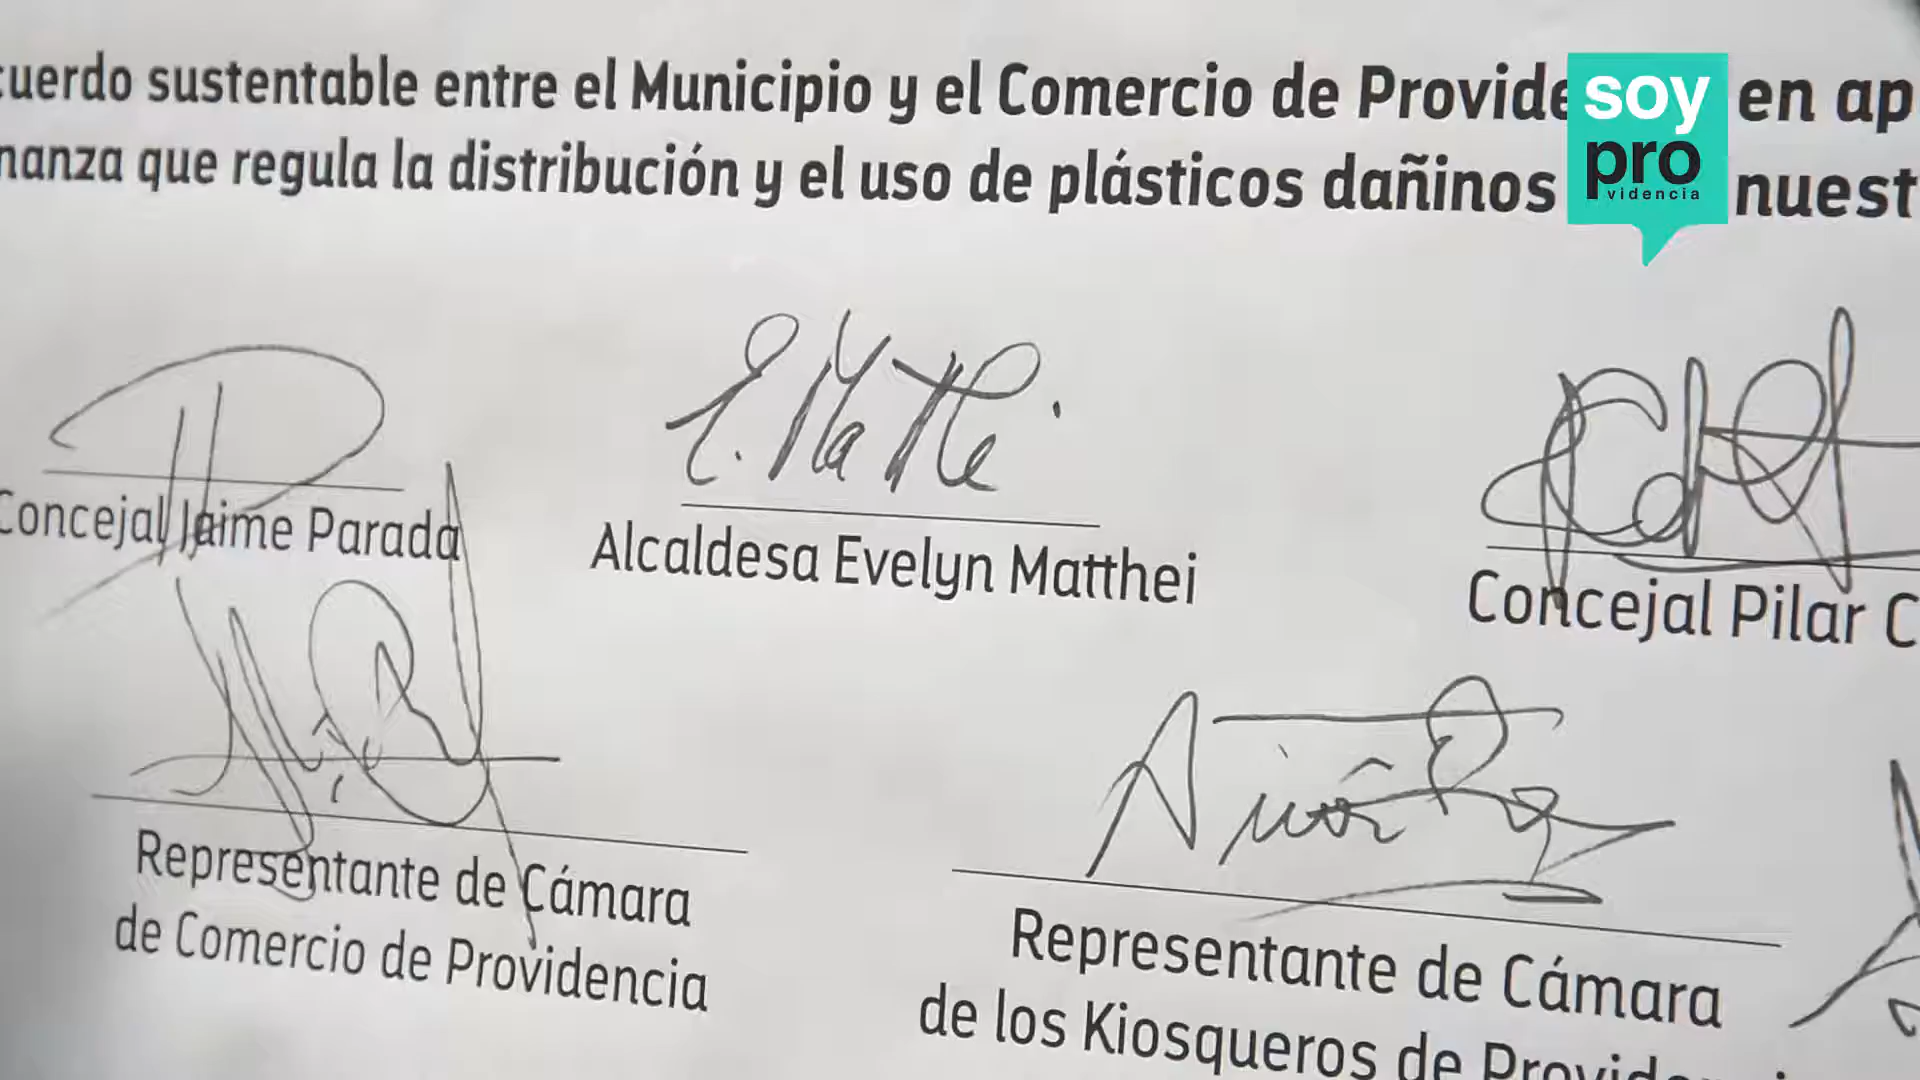 cuerdo sustentable entre el Municipio y el Comercio de Provide en ap
nanza que regula la distribución y el uso de plásticos dañinos nuest
soy
pro
videncia
E. Matthei
Concejal Jaime Parada
Alcaldesa Evelyn Matthei
Concejal Pilar C
Representante de Cámara
de Comercio de Providencia
Representante de Cámara
de los Kiosqueros de Providencia